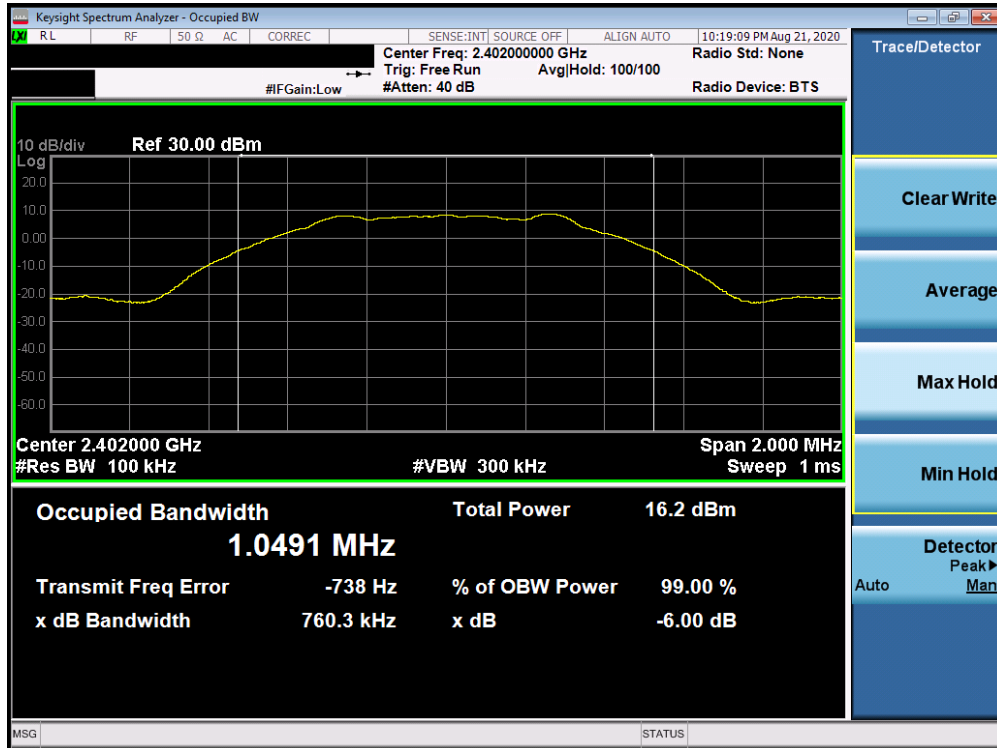 Keysight Spectrum Analyzer - Occupied BW
LXI RL RF 50 Ω AC CORREC SENSE:INT SOURCE OFF ALIGN AUTO 10:19:09 PM Aug 21, 2020
Center Freq: 2.402000000 GHz Radio Std: None
Trig: Free Run Avg|Hold: 100/100
#IFGain:Low #Atten: 40 dB Radio Device: BTS
Trace/Detector
10 dB/div Ref 30.00 dBm
Log
20.0
10.0
0.00
-10.0
-20.0
-30.0
-40.0
-50.0
-60.0
Center 2.402000 GHz Span 2.000 MHz
#Res BW 100 kHz #VBW 300 kHz Sweep 1 ms
Occupied Bandwidth Total Power 16.2 dBm
1.0491 MHz
Transmit Freq Error -738 Hz % of OBW Power 99.00 %
x dB Bandwidth 760.3 kHz x dB -6.00 dB
Clear Write
Average
Max Hold
Min Hold
Detector
Peak▶
Auto Man
MSG STATUS